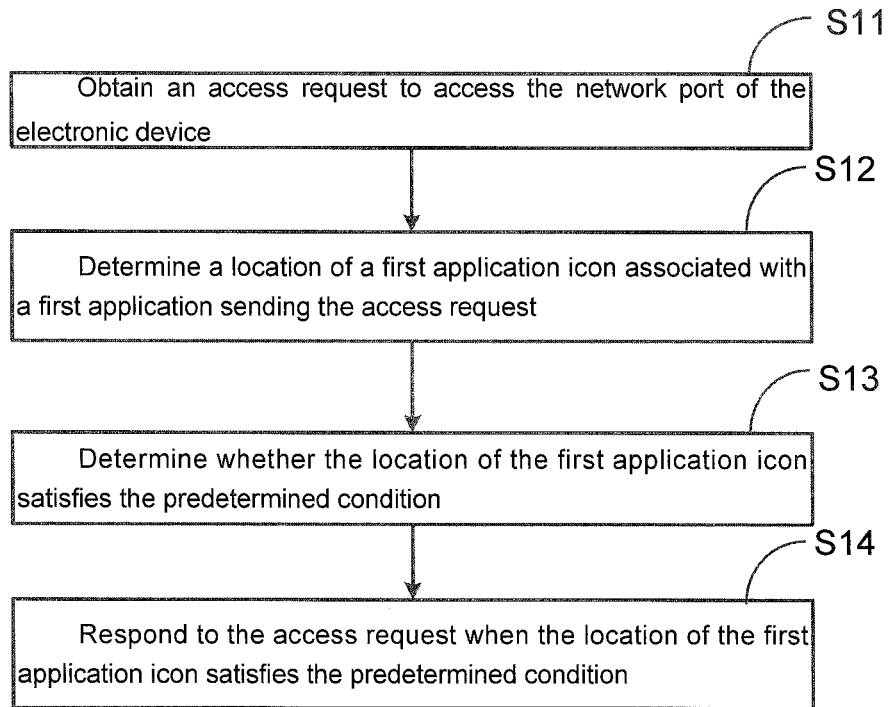 S11
Obtain an access request to access the network port of the
electronic device
S12
Determine a location of a first application icon associated with
a first application sending the access request
S13
Determine whether the location of the first application icon
satisfies the predetermined condition
S14
Respond to the access request when the location of the first
application icon satisfies the predetermined condition